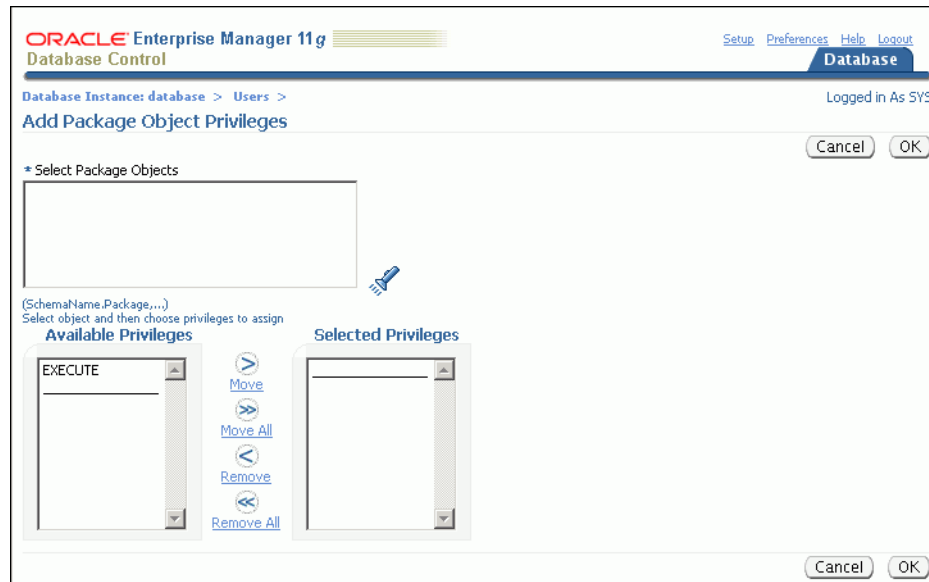 ORACLE Enterprise Manager 11g
Database Control
Setup Preferences Help Logout
Database
Database Instance: database > Users >
Logged in As SYS
Add Package Object Privileges
Cancel OK
* Select Package Objects
(SchemaName.Package,...)
Select object and then choose privileges to assign
Available Privileges
Selected Privileges
EXECUTE
Move
Move All
Remove
Remove All
Cancel OK